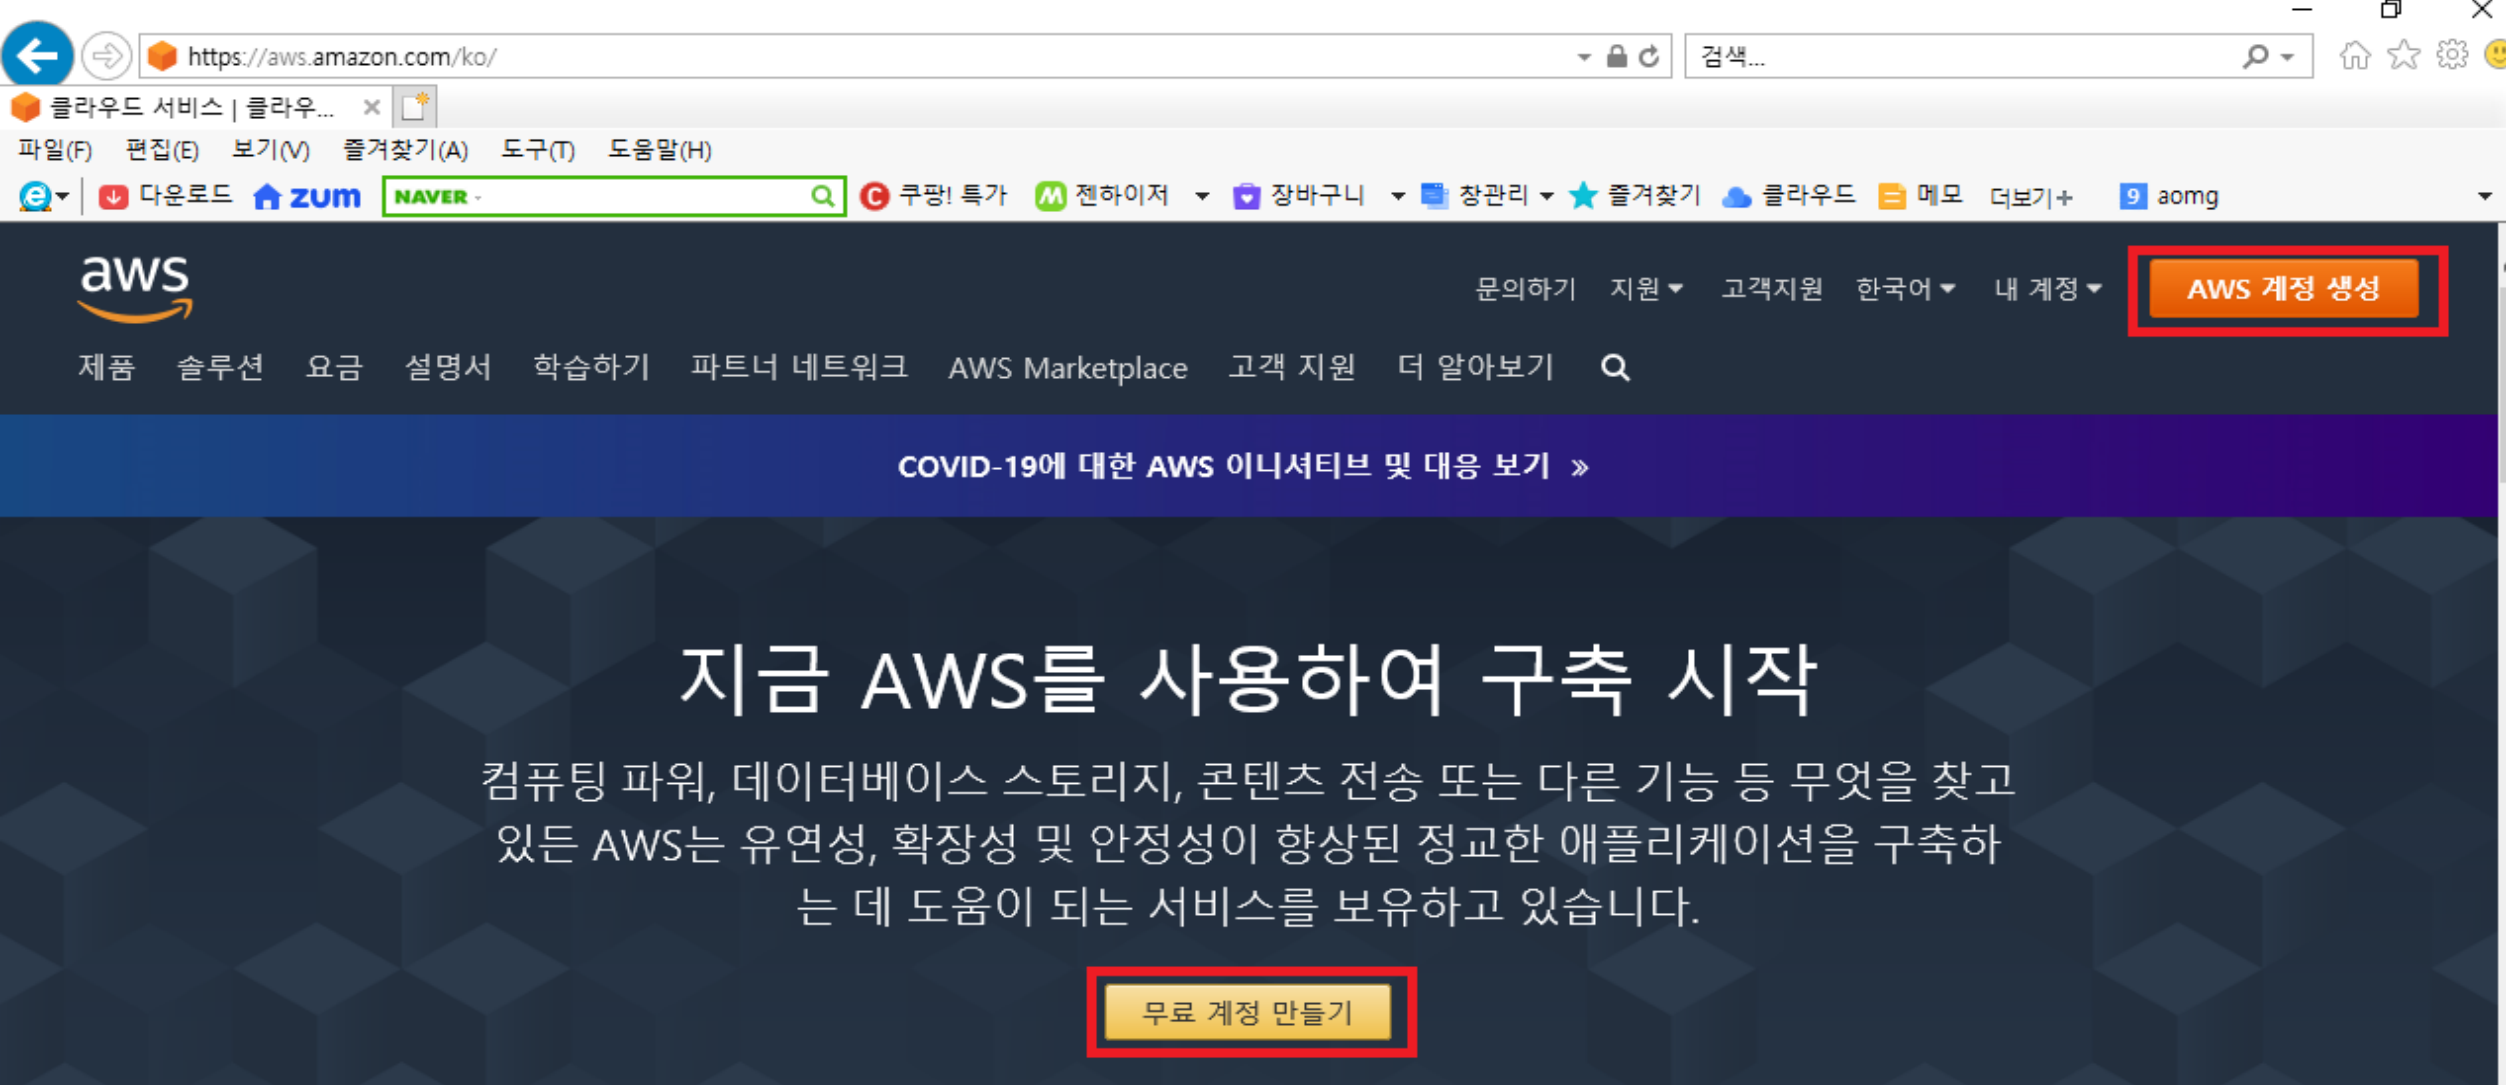 https://aws.amazon.com/ko/
검색...
클라우드 서비스 | 클라우...
파일(F) 편집(E) 보기(V) 즐겨찾기(A) 도구(T) 도움말(H)
다운로드 zum NAVER 쿠팡! 특가 젠하이저 장바구니 창관리 즐겨찾기 클라우드 메모 더보기+ 9 aomg
aws
문의하기 지원 고객지원 한국어 내 계정 AWS 계정 생성
제품 솔루션 요금 설명서 학습하기 파트너 네트워크 AWS Marketplace 고객 지원 더 알아보기
COVID-19에 대한 AWS 이니셔티브 및 대응 보기 »
지금 AWS를 사용하여 구축 시작
컴퓨팅 파워, 데이터베이스 스토리지, 콘텐츠 전송 또는 다른 기능 등 무엇을 찾고
있든 AWS는 유연성, 확장성 및 안정성이 향상된 정교한 애플리케이션을 구축하
는 데 도움이 되는 서비스를 보유하고 있습니다.
무료 계정 만들기